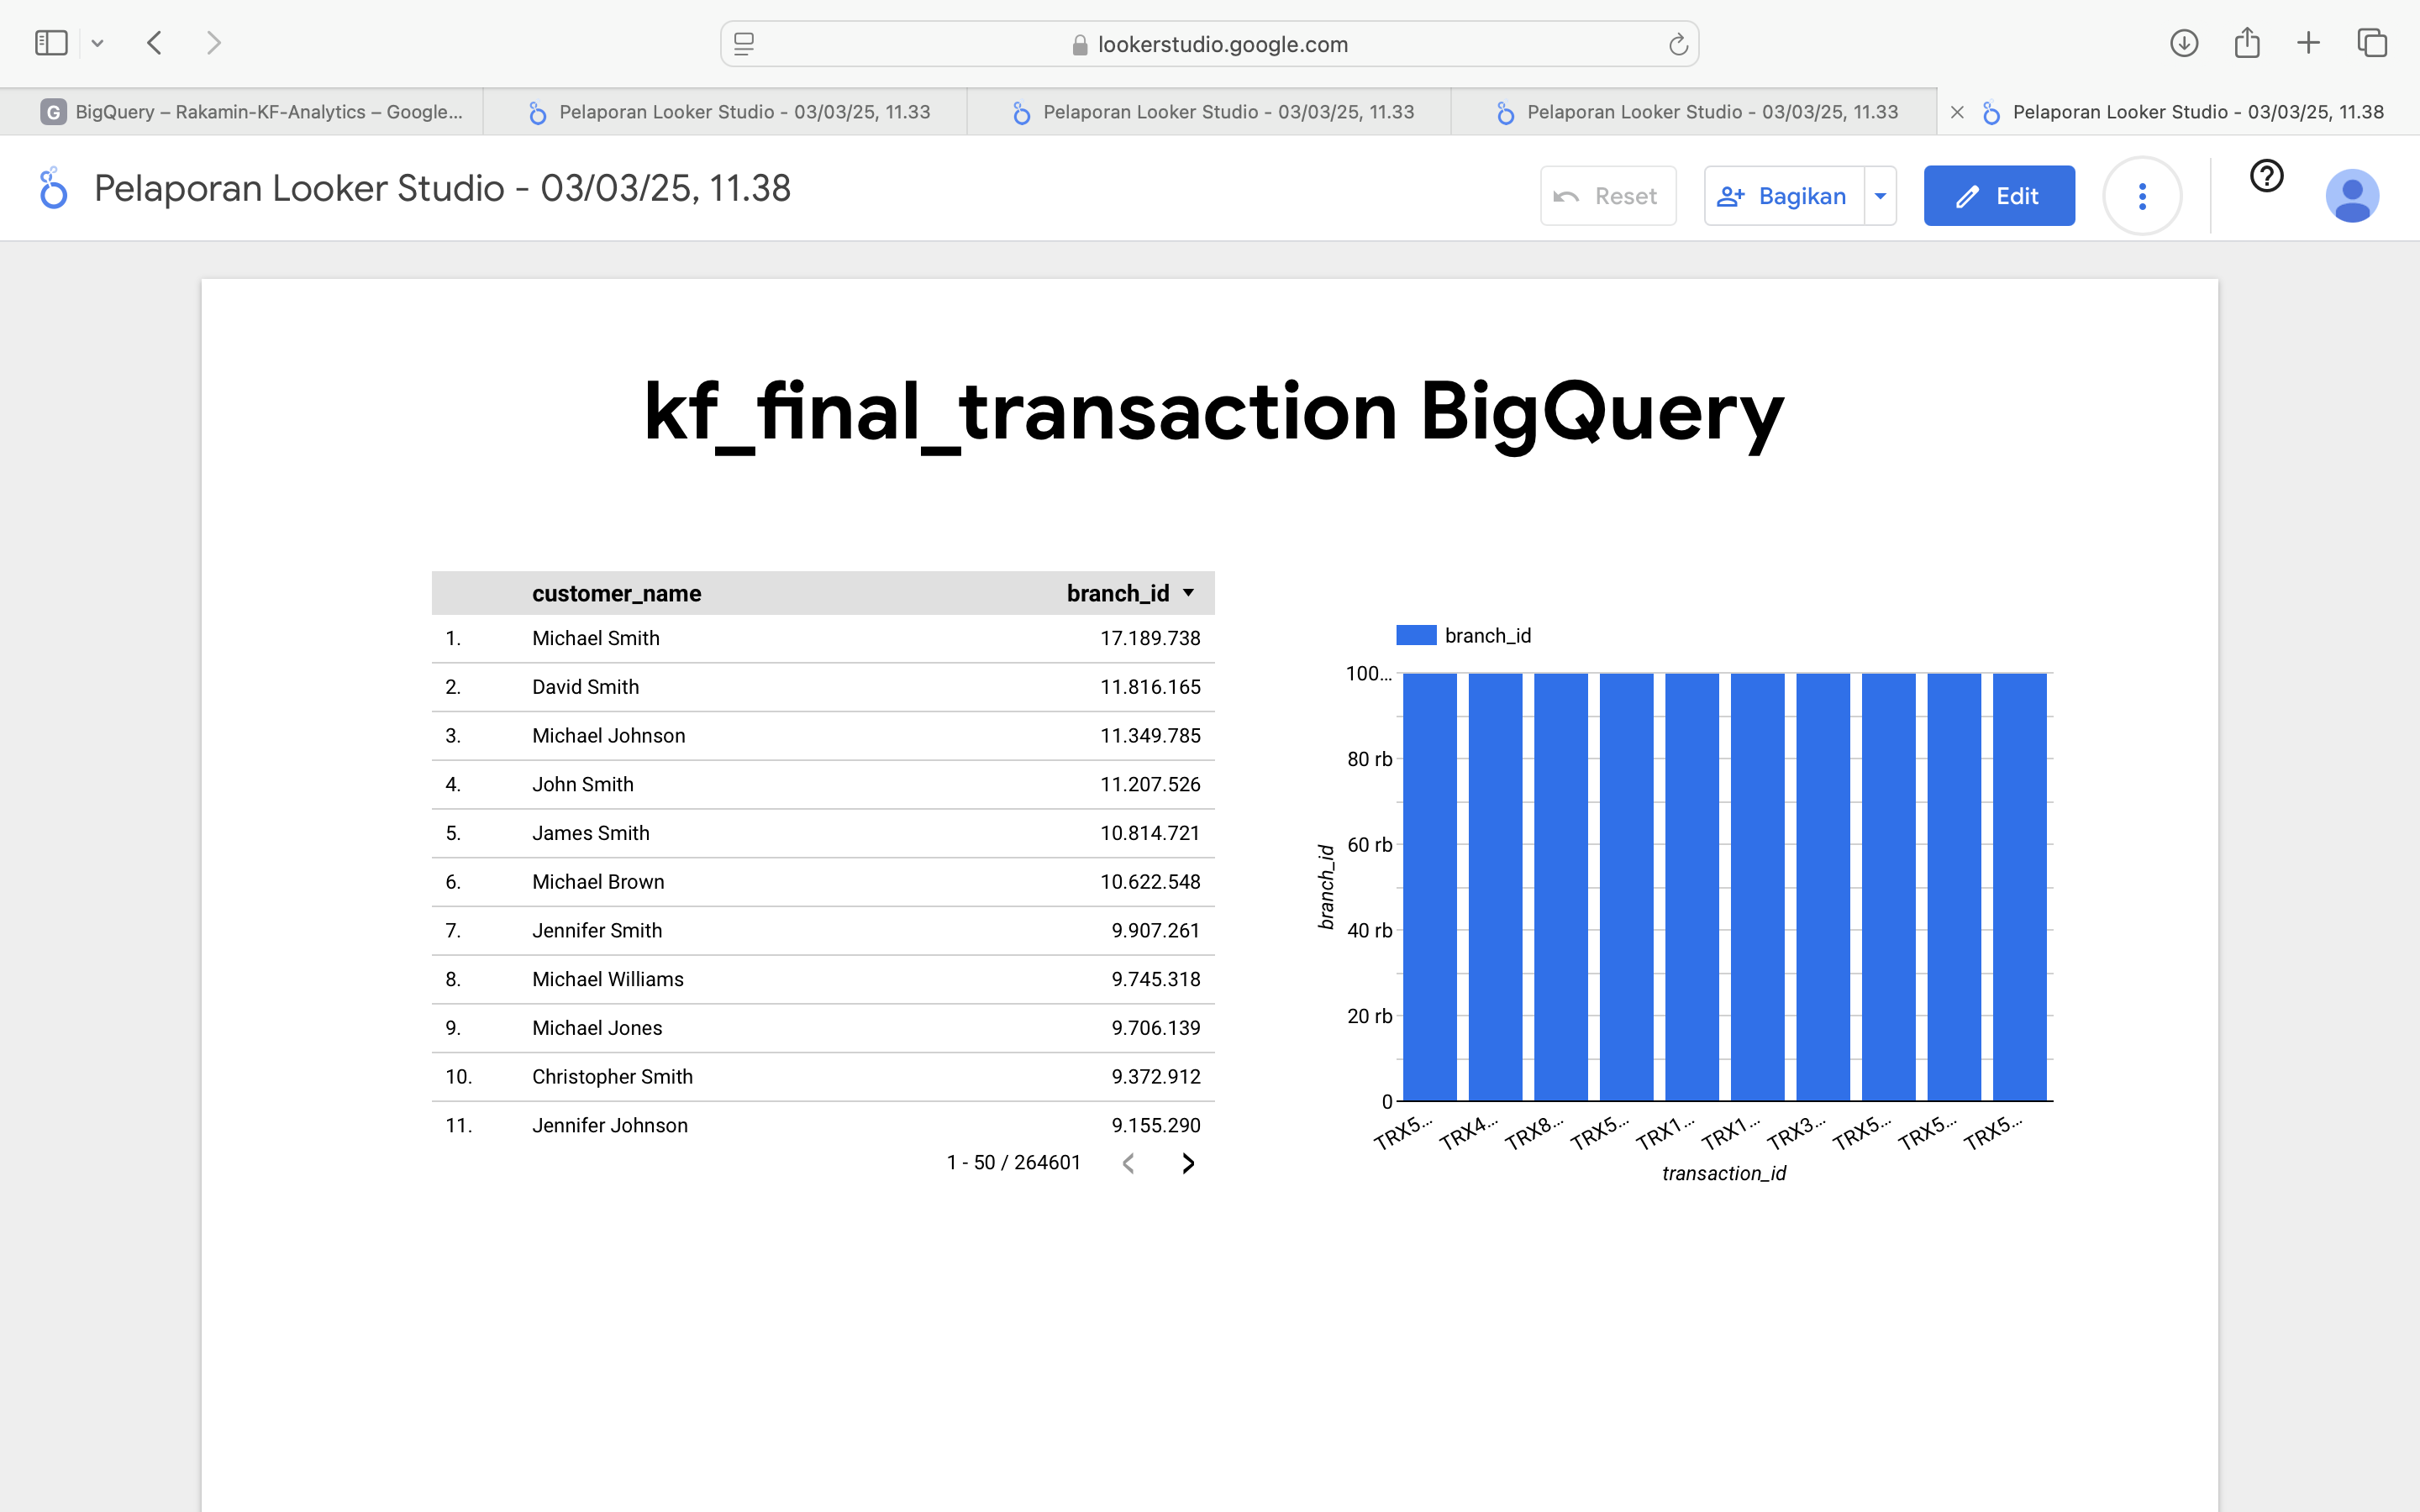 lookerstudio.google.com
G BigQuery – Rakamin-KF-Analytics – Google...
Pelaporan Looker Studio - 03/03/25, 11.33
Pelaporan Looker Studio - 03/03/25, 11.33
Pelaporan Looker Studio - 03/03/25, 11.33
Pelaporan Looker Studio - 03/03/25, 11.38
Pelaporan Looker Studio - 03/03/25, 11.38
Reset
Bagikan
Edit
kf_final_transaction BigQuery
customer_name branch_id
1. Michael Smith 17.189.738
2. David Smith 11.816.165
3. Michael Johnson 11.349.785
4. John Smith 11.207.526
5. James Smith 10.814.721
6. Michael Brown 10.622.548
7. Jennifer Smith 9.907.261
8. Michael Williams 9.745.318
9. Michael Jones 9.706.139
10. Christopher Smith 9.372.912
11. Jennifer Johnson 9.155.290
1 - 50 / 264601
branch_id
100...
80 rb
60 rb
40 rb
20 rb
0
branch_id
TRX5... TRX4... TRX8... TRX5... TRX1... TRX1... TRX3... TRX5... TRX5... TRX5...
transaction_id